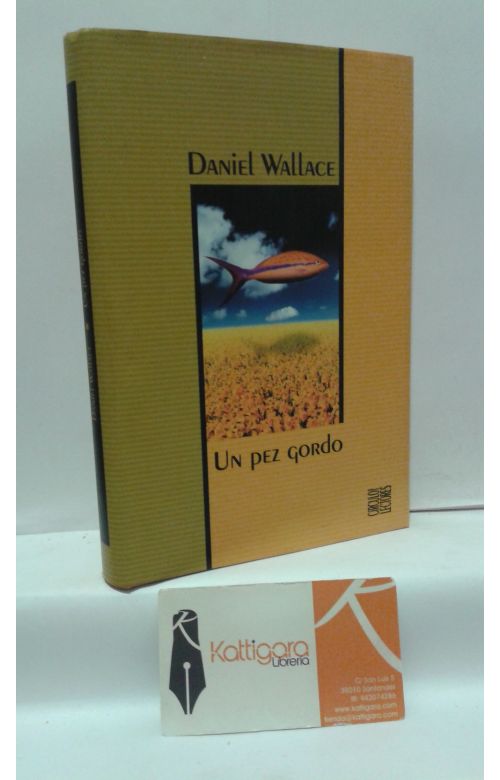 DANIEL WALLACE
UN PEZ GORDO
CÍRCULO
LECTORES
Kattigara
Librería
C/ San Luis 5
39010 Santander
www.kattigara.com
tienda@kattigara.com